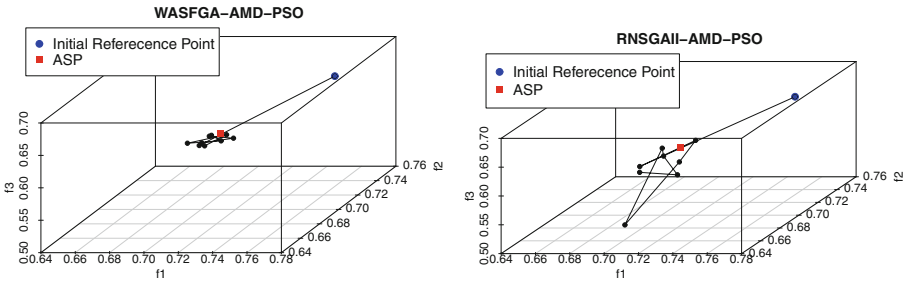 WASFGA-AMD-PSO
Initial Referecence Point
ASP
f3
0.50 0.55 0.60 0.65 0.70
0.64 0.66 0.68 0.70 0.72 0.74 0.76 0.78
f1
0.64 0.66 0.68 0.70 0.72 0.74 0.76
f2
RNSGAII-AMD-PSO
Initial Referecence Point
ASP
f3
0.50 0.55 0.60 0.65 0.70
0.64 0.66 0.68 0.70 0.72 0.74 0.76 0.78
f1
0.64 0.66 0.68 0.70 0.72 0.74 0.76
f2